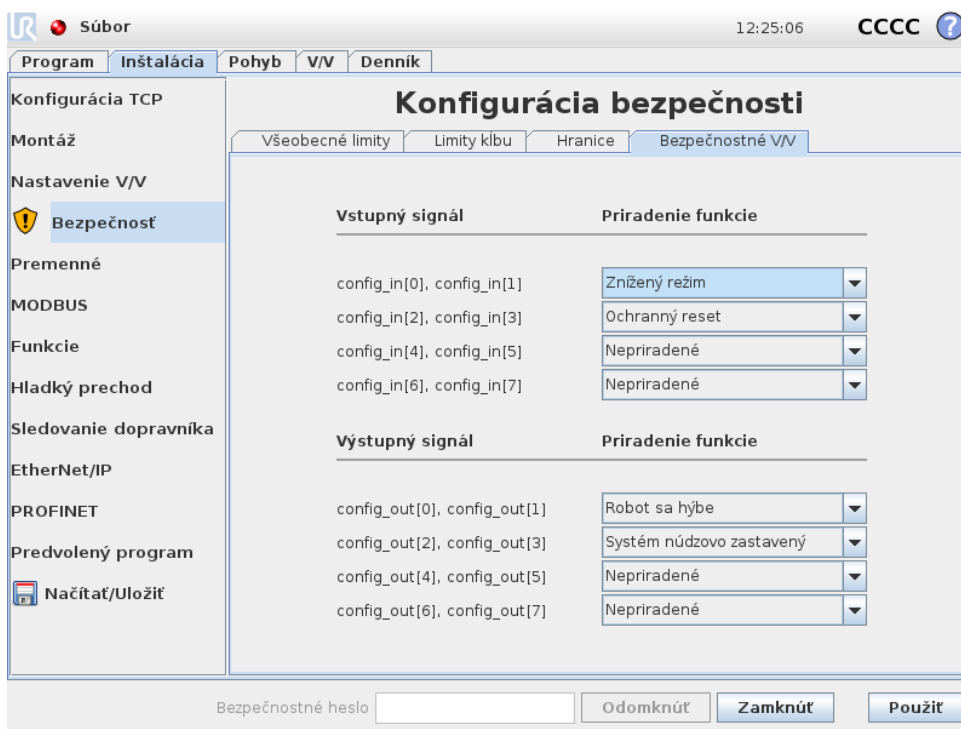 UR Súbor 12:25:06 CCCC ?
Program Inštalácia Pohyb V/V Denník
Konfigurácia TCP
Montáž
Nastavenie V/V
Bezpečnosť
Premenné
MODBUS
Funkcie
Hladký prechod
Sledovanie dopravníka
EtherNet/IP
PROFINET
Predvolený program
Načítať/Uložiť
Konfigurácia bezpečnosti
Všeobecné limity Limity kĺbu Hranice Bezpečnostné V/V
Vstupný signál Priradenie funkcie
config_in[0], config_in[1] Znížený režim
config_in[2], config_in[3] Ochranný reset
config_in[4], config_in[5] Nepriradené
config_in[6], config_in[7] Nepriradené
Výstupný signál Priradenie funkcie
config_out[0], config_out[1] Robot sa hýbe
config_out[2], config_out[3] Systém núdzovo zastavený
config_out[4], config_out[5] Nepriradené
config_out[6], config_out[7] Nepriradené
Bezpečnostné heslo Odomknúť Zamknúť Použiť